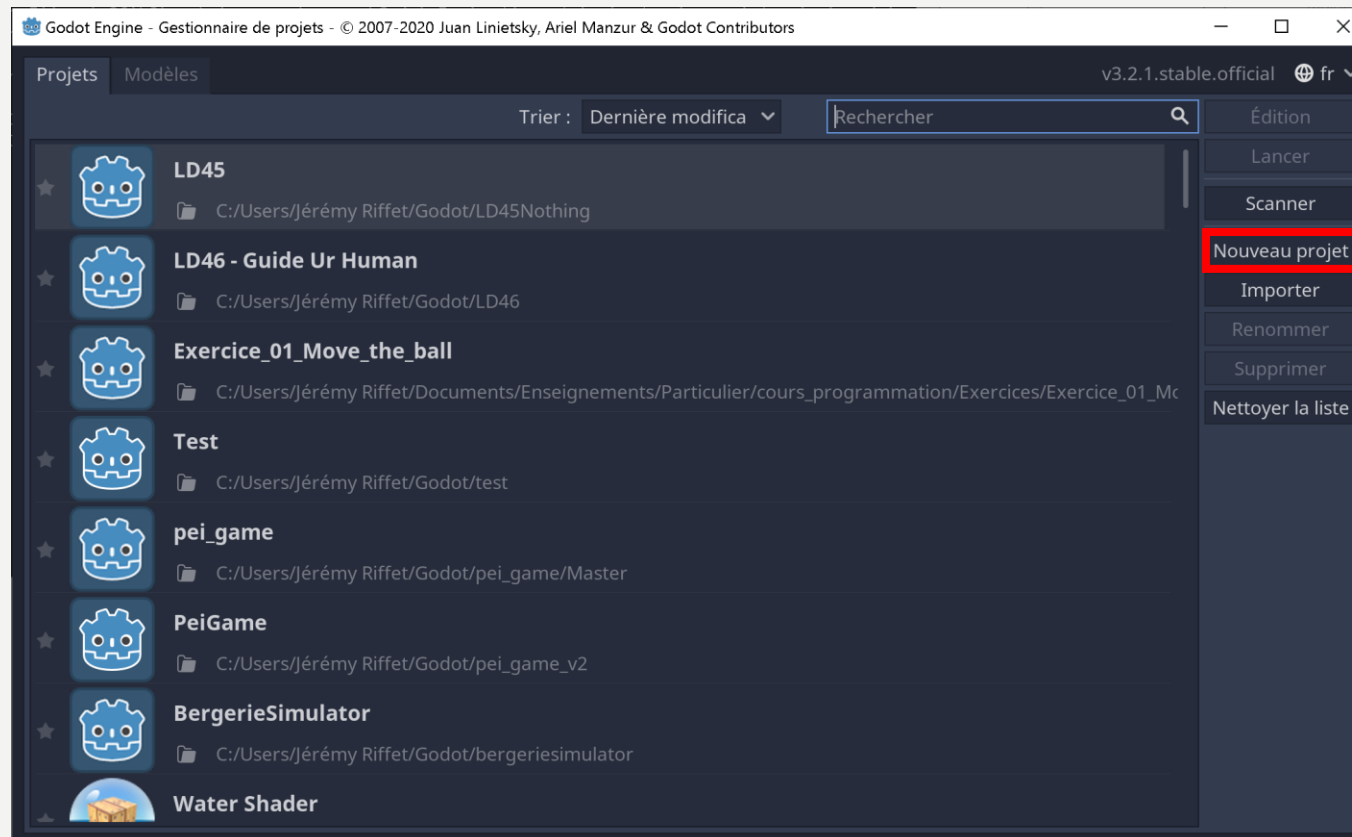 Godot Engine - Gestionnaire de projets - © 2007-2020 Juan Linietsky, Ariel Manzur & Godot Contributors
Projets Modèles v3.2.1.stable.official fr
Trier : Dernière modifica Rechercher Édition
Lancer
Scanner
Nouveau projet
Importer
Renommer
Supprimer
Nettoyer la liste
LD45
C:/Users/Jérémy Riffet/Godot/LD45Nothing
LD46 - Guide Ur Human
C:/Users/Jérémy Riffet/Godot/LD46
Exercice_01_Move_the_ball
C:/Users/Jérémy Riffet/Documents/Enseignements/Particulier/cours_programmation/Exercices/Exercice_01_Mo
Test
C:/Users/Jérémy Riffet/Godot/test
pei_game
C:/Users/Jérémy Riffet/Godot/pei_game/Master
PeiGame
C:/Users/Jérémy Riffet/Godot/pei_game_v2
BergerieSimulator
C:/Users/Jérémy Riffet/Godot/bergeriesimulator
Water Shader